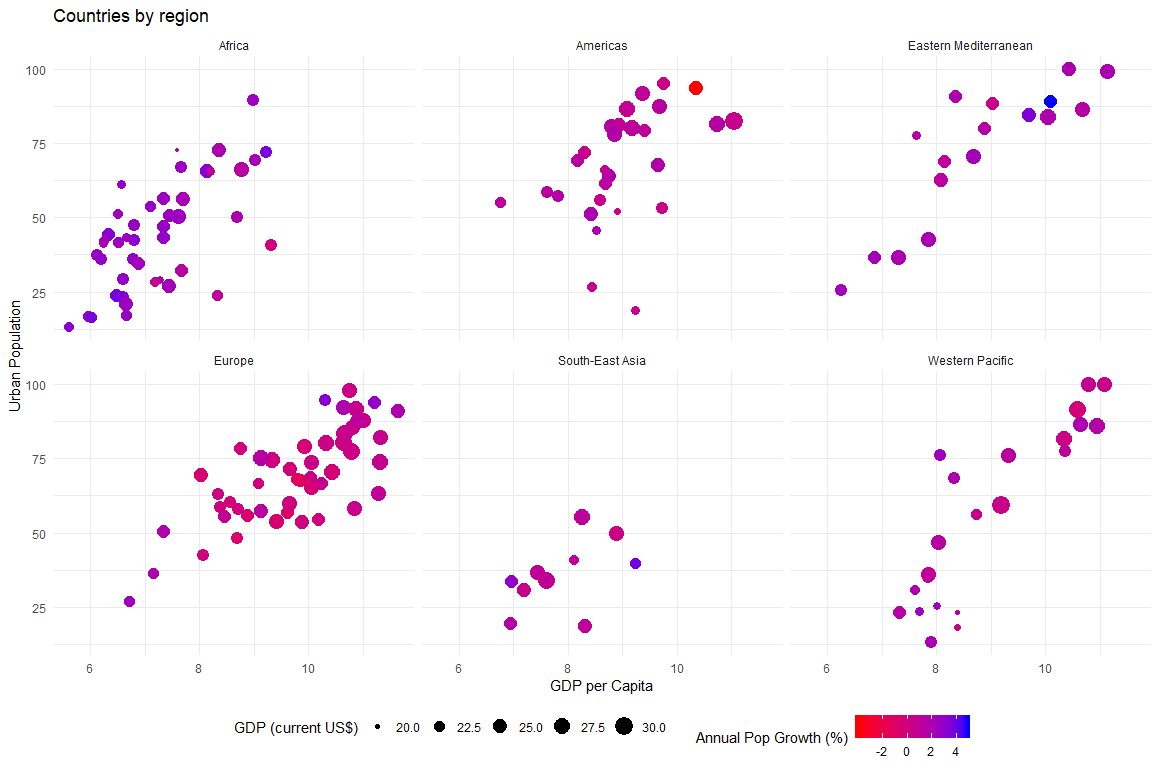 Countries by region
Africa Americas Eastern Mediterranean
100
75
50
25
Urban Population
Europe South-East Asia Western Pacific
100
75
50
25
6 8 10 6 8 10 6 8 10
GDP per Capita
GDP (current US$) 20.0 22.5 25.0 27.5 30.0
Annual Pop Growth (%)
-2 0 2 4